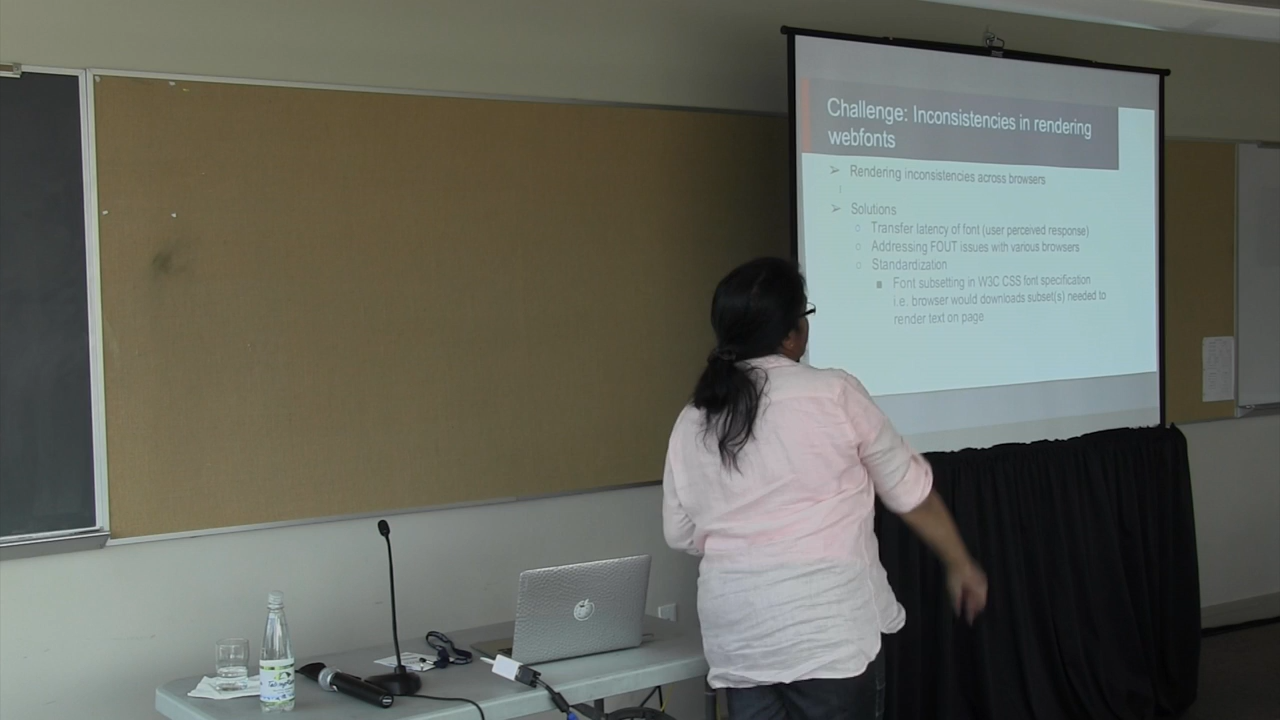 Challenge: Inconsistencies in rendering
webfonts
➢ Rendering inconsistencies across browsers
➢ Solutions
○ Transfer latency of font (user perceived response)
○ Addressing FOUT issues with various browsers
○ Standardization
■ Font subsetting in W3C CSS font specification
i.e. browser would downloads subset(s) needed to
render text on page